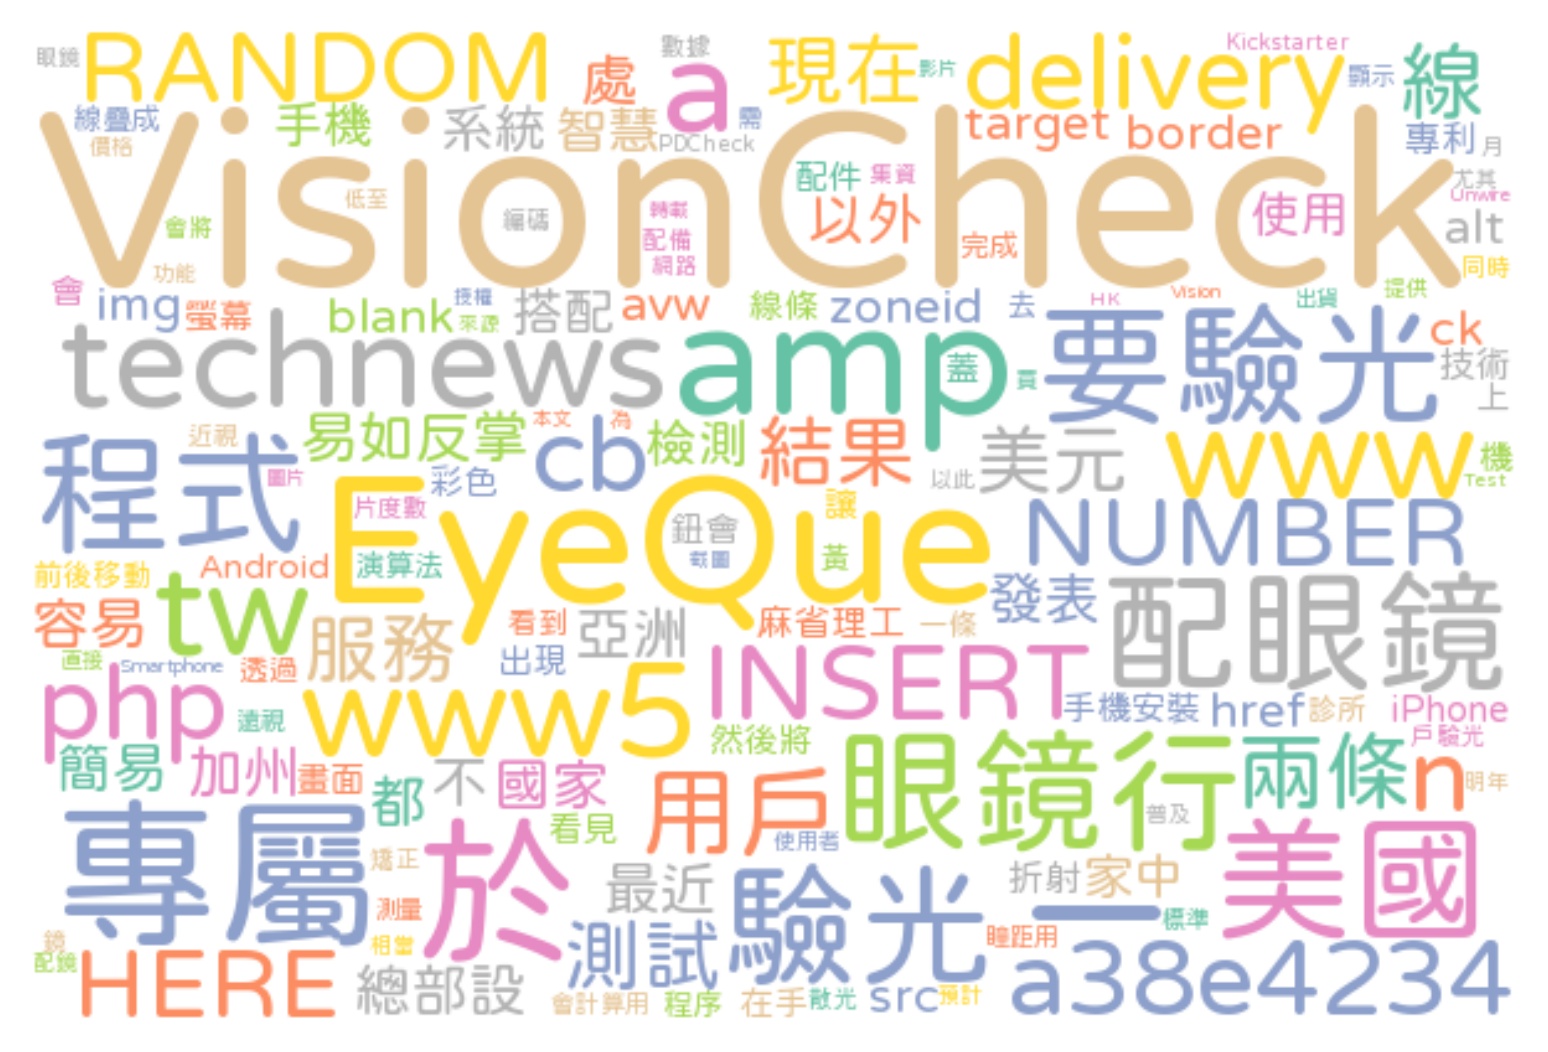 眼鏡 RANDOM 處 數據 a 現在 影片 delivery Kickstarter 顯示 線
線疊成 手機 系統 智慧 需 target border 專利 月
價格 PDCheck
VisionCheck
低至 配件 集資 尤其 Unwire
會將 編碼 轉載 以外 使用 alt
配備 完成
功能 網路 同時
會 img 螢幕 blank 授權 來源 搭配 avw 線條 zoneid 去 HK Vision 出貨 提供
technews amp 蓋 要驗光 ck
頁 技術
上
近視 易如反掌 本文 cb 為 檢測 結果 美元 www 機
程式 圖片 彩色 以此 Test
片度數 EyeQue 鈕會 讓 NUMBER
前後移動 Android 演算法 截圖 黃
容易 tw 服務 看到 亞洲 麻省理工 一條 發表 配眼鏡
直接 Smartphone 透過 出現
php 遠視 www5 INSERT 手機安裝 href 診所 iPhone
然後將 戶驗光
簡易 加州 畫面 都 不 國家 用戶 眼鏡行 兩條 n 明年
看見 使用者 普及
專屬 矯正 於 最近 驗光 折射 家中 美國
測量 一 標準
鏡 相當 測試 瞳距用
配鏡 HERE 總部設 會計算用 程序 在手 散光 src 預計 a38e4234